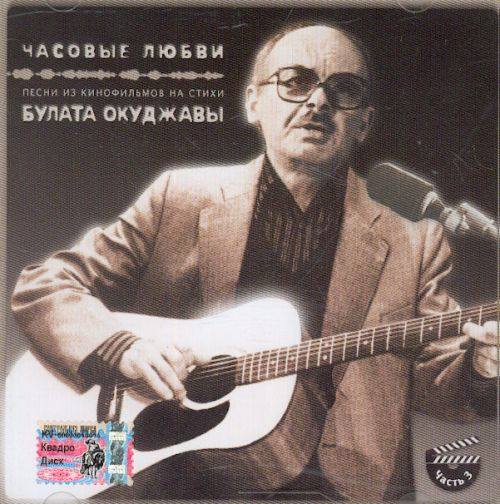 ЧАСОВЫЕ ЛЮБВИ
ПЕСНИ ИЗ КИНОФИЛЬМОВ НА СТИХИ
БУЛАТА ОКУДЖАВЫ
Квадро
Диск
часть 3